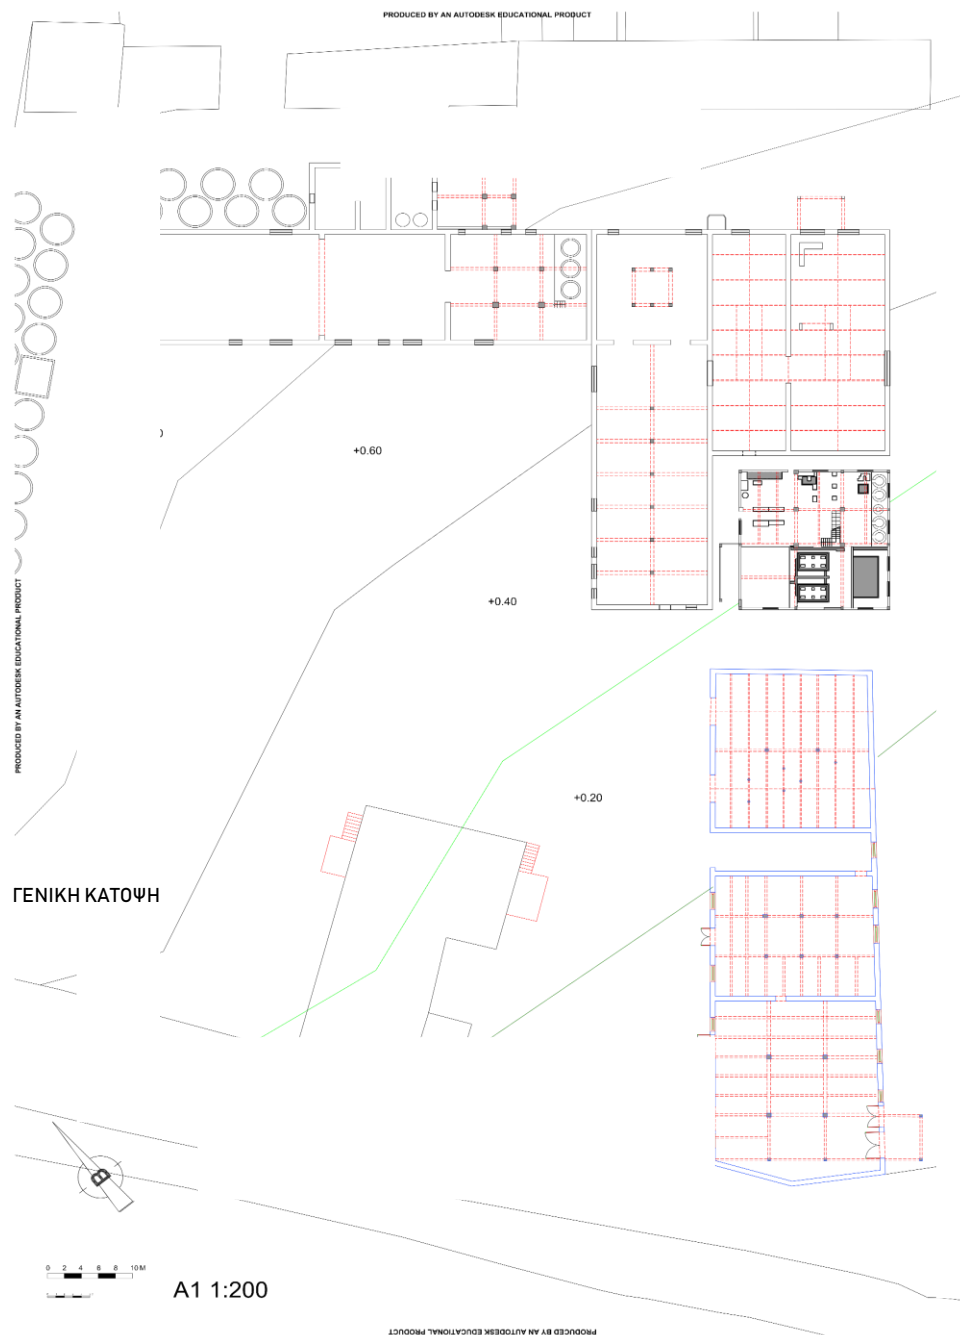 PRODUCED BY AN AUTODESK EDUCATIONAL PRODUCT
+0.60
+0.40
PRODUCED BY AN AUTODESK EDUCATIONAL PRODUCT
+0.20
ΓΕΝΙΚΗ ΚΑΤΟΨΗ
B
0 2 4 6 8 10M
A1 1:200
PRODUCED BY AN AUTODESK EDUCATIONAL PRODUCT